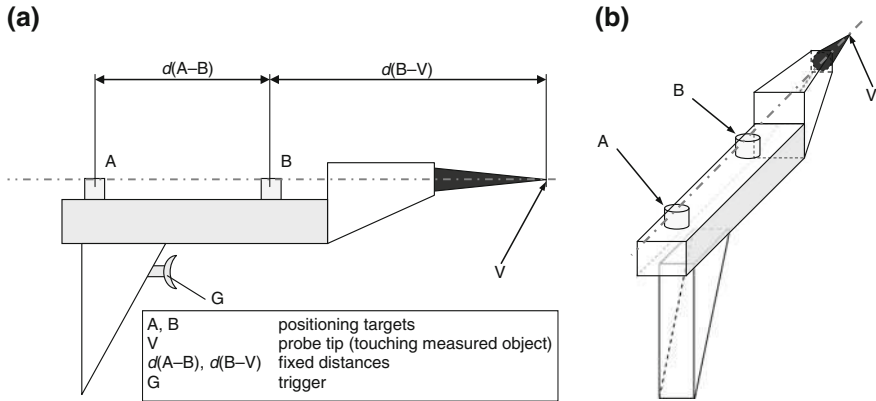 (a)
d(A–B)
d(B–V)
A
B
V
G
A, B positioning targets
V probe tip (touching measured object)
d(A–B), d(B–V) fixed distances
G trigger
(b)
V
B
A